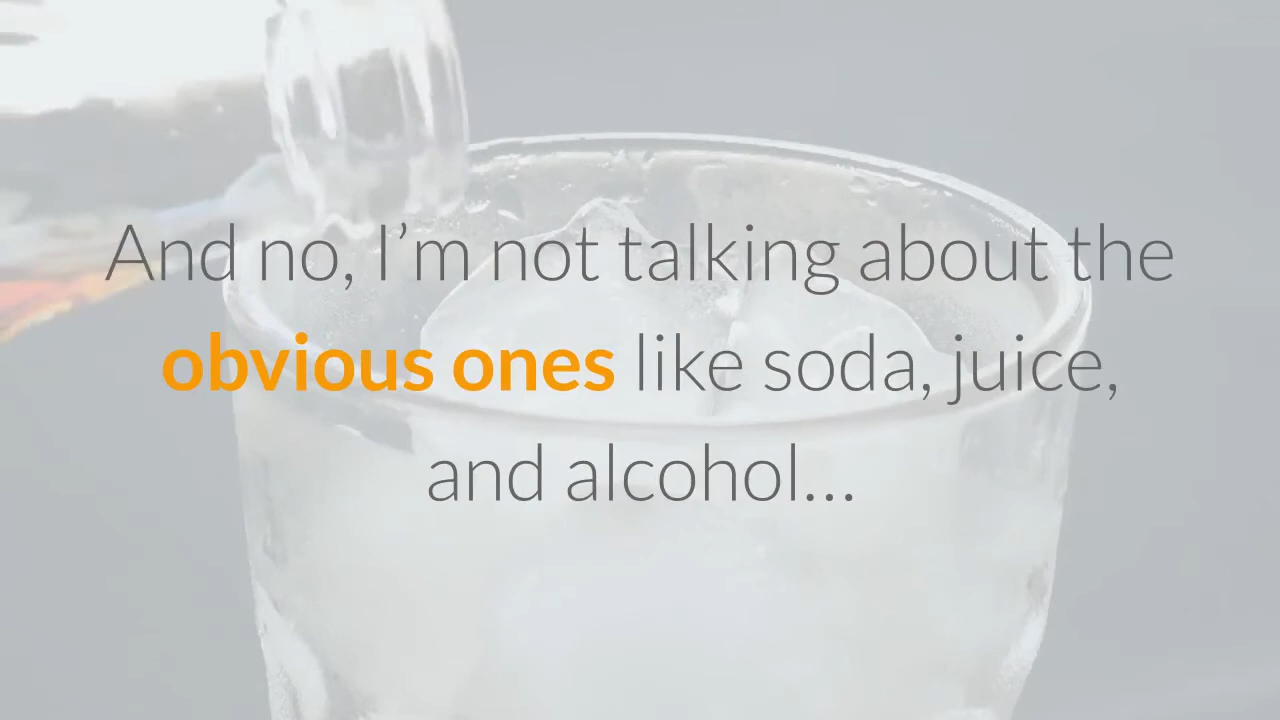 And no, I’m not talking about the
obvious ones like soda, juice,
and alcohol...